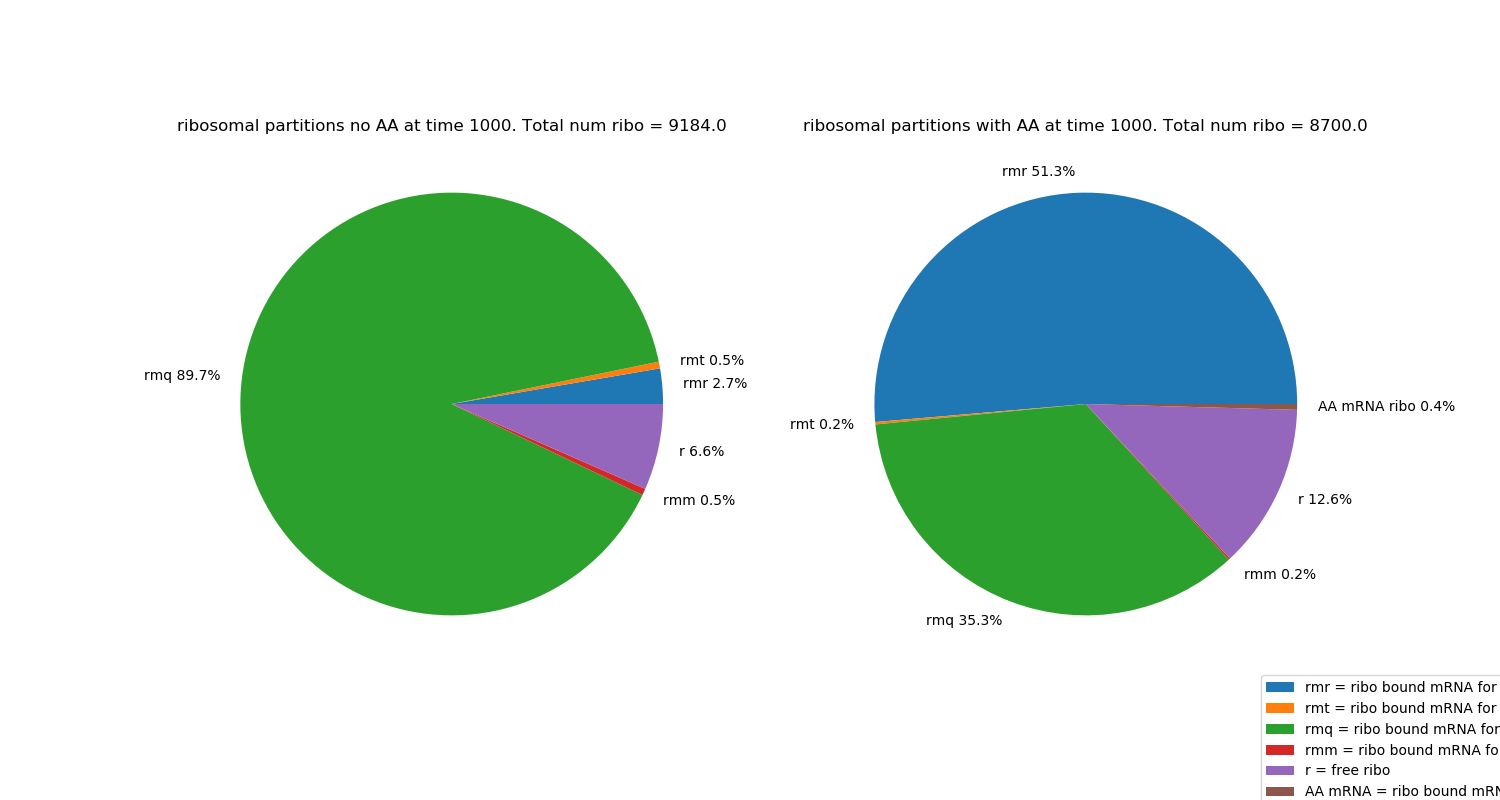 ribosomal partitions no AA at time 1000. Total num ribo = 9184.0
rmq 89.7%
rmt 0.5%
rmr 2.7%
r 6.6%
rmm 0.5%
ribosomal partitions with AA at time 1000. Total num ribo = 8700.0
rmr 51.3%
rmt 0.2%
AA mRNA ribo 0.4%
r 12.6%
rmm 0.2%
rmq 35.3%
rmr = ribo bound mRNA for
rmt = ribo bound mRNA for
rmq = ribo bound mRNA for
rmm = ribo bound mRNA fo
r = free ribo
AA mRNA = ribo bound mRN